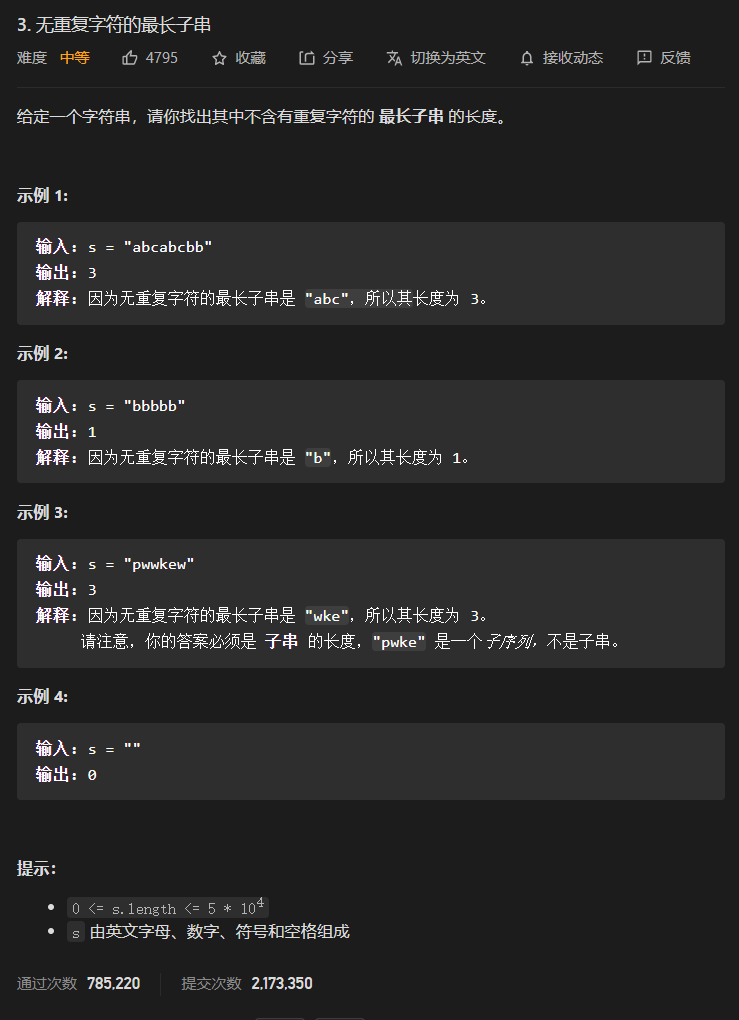 3. 无重复字符的最长子串
难度 中等 4795 收藏 分享 切换为英文 接收动态 反馈
给定一个字符串，请你找出其中不含有重复字符的 最长子串 的长度。
示例 1:
输入: s = "abcabcbb"
输出: 3
解释: 因为无重复字符的最长子串是 "abc"，所以其长度为 3。
示例 2:
输入: s = "bbbbb"
输出: 1
解释: 因为无重复字符的最长子串是 "b"，所以其长度为 1。
示例 3:
输入: s = "pwwkew"
输出: 3
解释: 因为无重复字符的最长子串是 "wke"，所以其长度为 3。
请注意，你的答案必须是 子串 的长度，"pwke" 是一个子序列，不是子串。
示例 4:
输入: s = ""
输出: 0
提示：
0 <= s.length <= 5 * 10⁴
s 由英文字母、数字、符号和空格组成
通过次数 785,220 提交次数 2,173,350